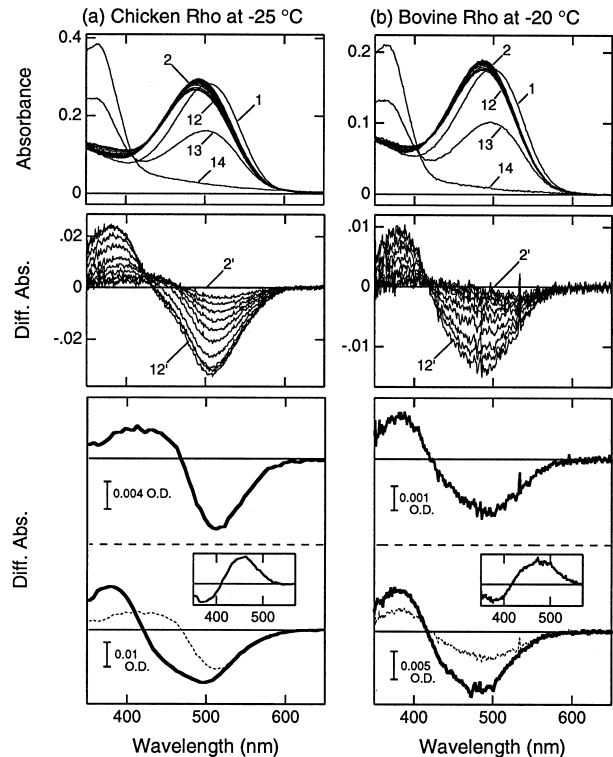 (a) Chicken Rho at -25 °C
(b) Bovine Rho at -20 °C
Absorbance
0.4
0.2
0
2
1
12
13
14
0.2
0.1
0
2
1
12
13
14
Diff. Abs.
.02
0
-.02
2'
12'
.01
0
-.01
2'
12'
Diff. Abs.
0.004 O.D.
0.001
O.D.
400 500
400 500
0.01
O.D.
0.005
O.D.
400 500 600
400 500 600
Wavelength (nm)
Wavelength (nm)